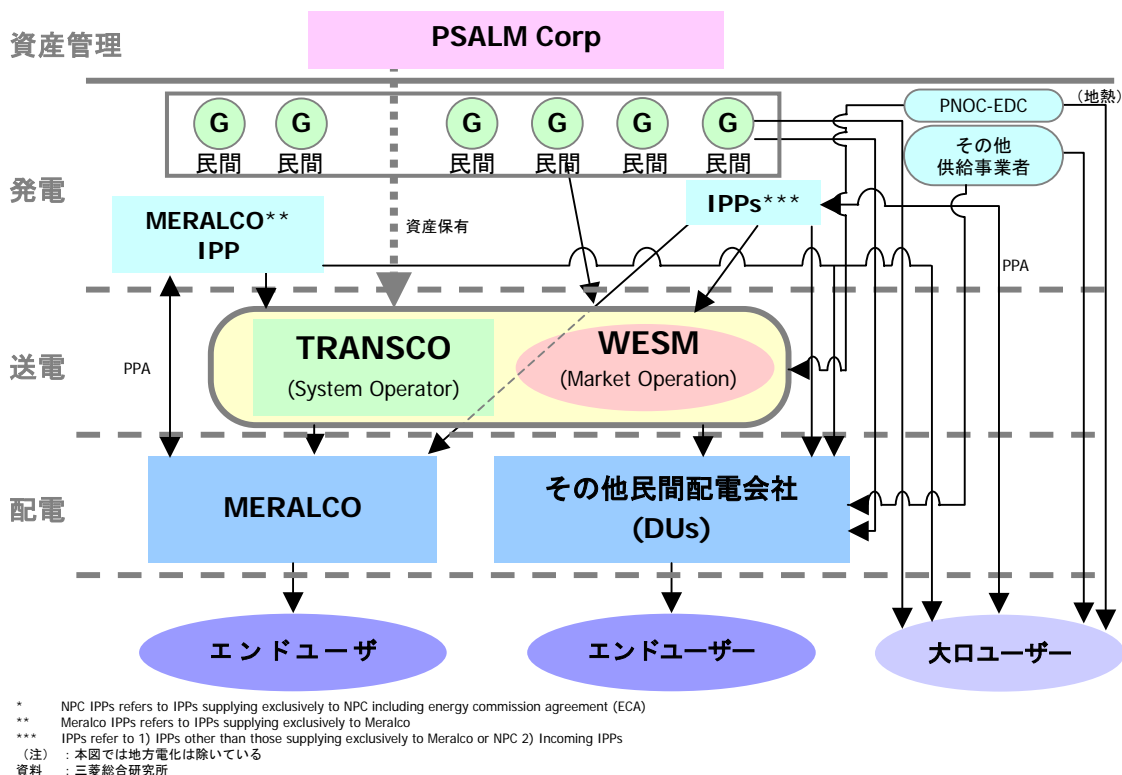 資産管理
PSALM Corp
G
G
G
G
G
G
民間
民間
民間
民間
民間
民間
PNOC-EDC
(地熱)
その他
供給事業者
発電
MERALCO**
IPP
資産保有
IPPs***
PPA
送電
PPA
TRANSCO
(System Operator)
WESM
(Market Operation)
配電
MERALCO
その他民間配電会社
(DUs)
エンドユーザ
エンドユーザー
大口ユーザー
* NPC IPPs refers to IPPs supplying exclusively to NPC including energy commission agreement (ECA)
** Meralco IPPs refers to IPPs supplying exclusively to Meralco
*** IPPs refer to 1) IPPs other than those supplying exclusively to Meralco or NPC 2) Incoming IPPs
(注) :本図では地方電化は除いている
資料 :三菱総合研究所